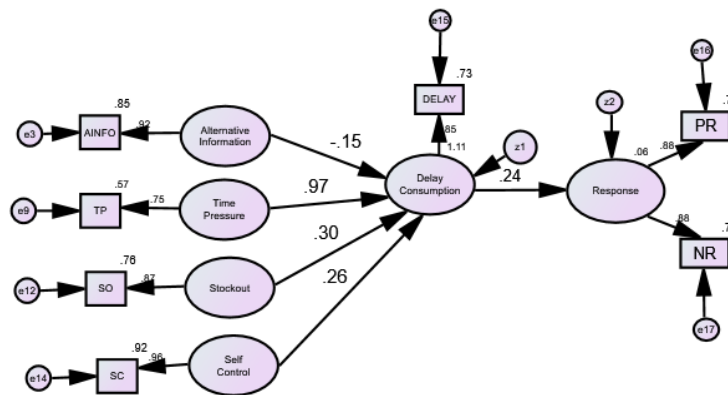 e15
.73
DELAY
.85
1.11
e16
.7
PR
.88
z2
.06
Response
.88
.7
NR
e17
z1
.24
Delay
Consumption
.85
e3
AINFO
.92
Alternative
Information
-.15
.57
e9
TP
.75
Time
Pressure
.97
.76
e12
SO
.87
Stockout
.30
.26
.92
e14
SC
.96
Self
Control